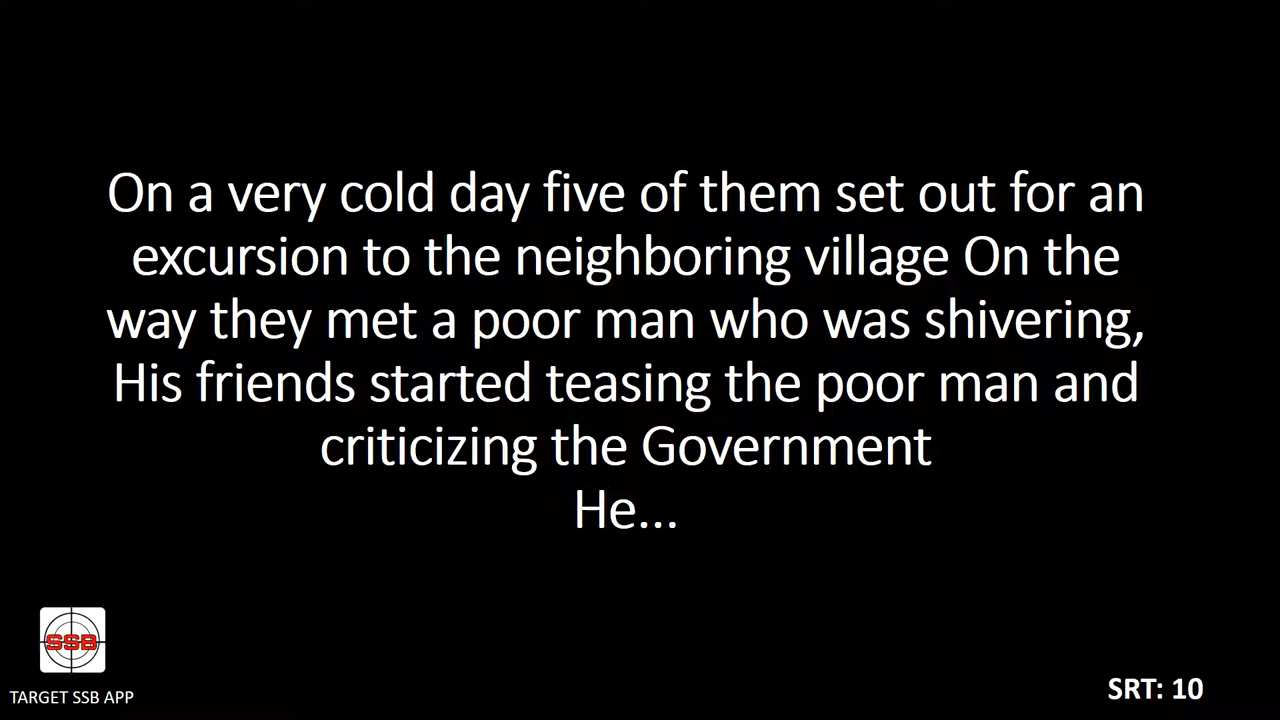 On a very cold day five of them set out for an
excursion to the neighboring village On the
way they met a poor man who was shivering,
His friends started teasing the poor man and
criticizing the Government
He...
SSB
TARGET SSB APP
SRT: 10